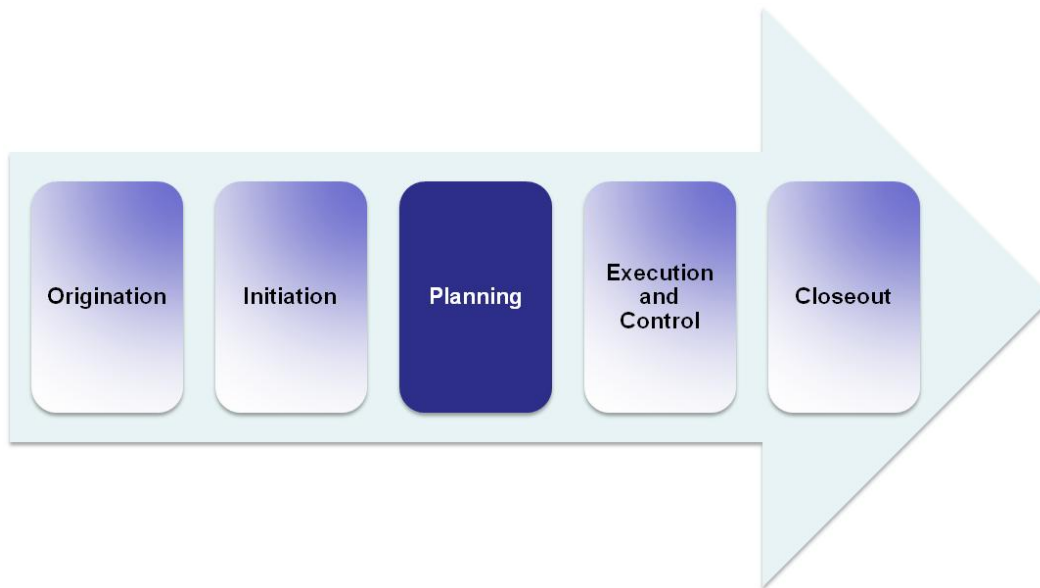 Origination
Initiation
Planning
Execution
and
Control
Closeout